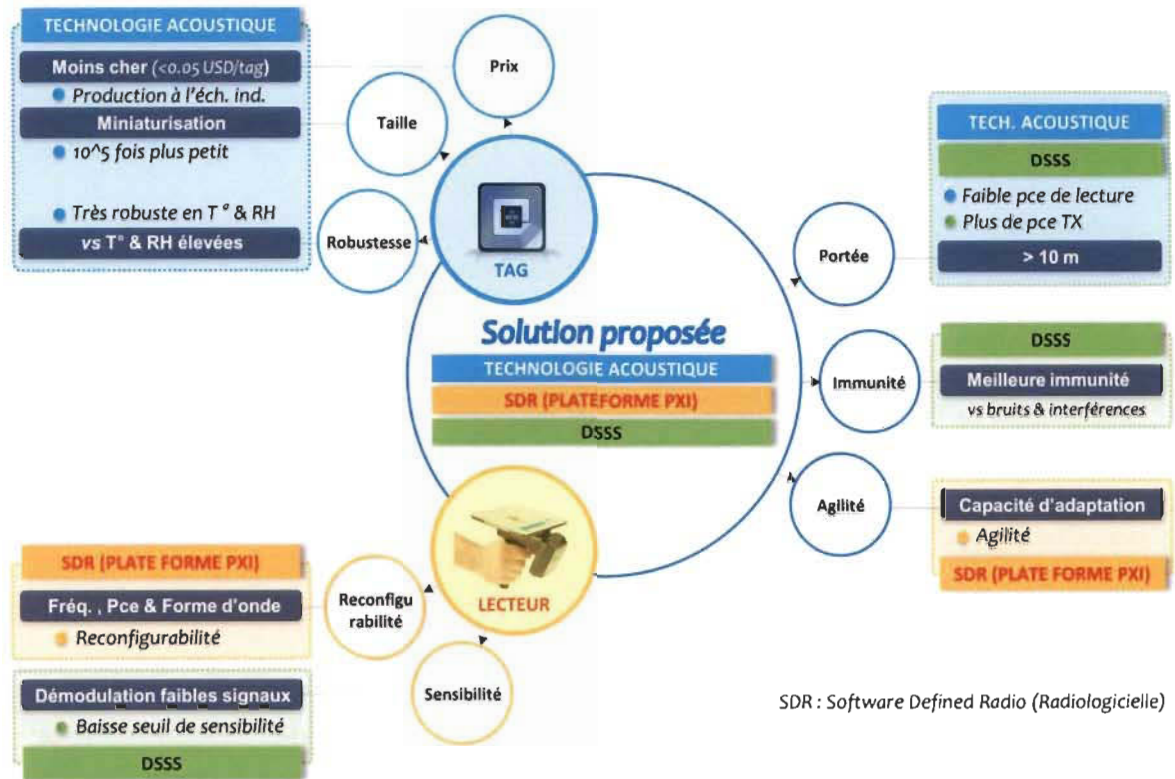 TECHNOLOGIE ACOUSTIQUE
Moins cher (<0.05 USD/tag)
Production à l'éch. ind.
Miniaturisation
10^5 fois plus petit
Très robuste en T° & RH
vs T° & RH élevées
Prix
Taille
Robustesse
TAG
Solution proposée
TECHNOLOGIE ACOUSTIQUE
SDR (PLATEFORME PXI)
DSSS
LECTEUR
Portée
Immunité
Agilité
TECH. ACOUSTIQUE
DSSS
Faible pce de lecture
Plus de pce TX
> 10 m
DSSS
Meilleure immunité
vs bruits & interférences
Capacité d'adaptation
Agilité
SDR (PLATE FORME PXI)
SDR (PLATE FORME PXI)
Fréq. , Pce & Forme d'onde
Reconfigurabilité
Reconfigu
rabilité
Démodulation faibles signaux
Baisse seuil de sensibilité
DSSS
Sensibilité
SDR : Software Defined Radio (Radiologicielle)